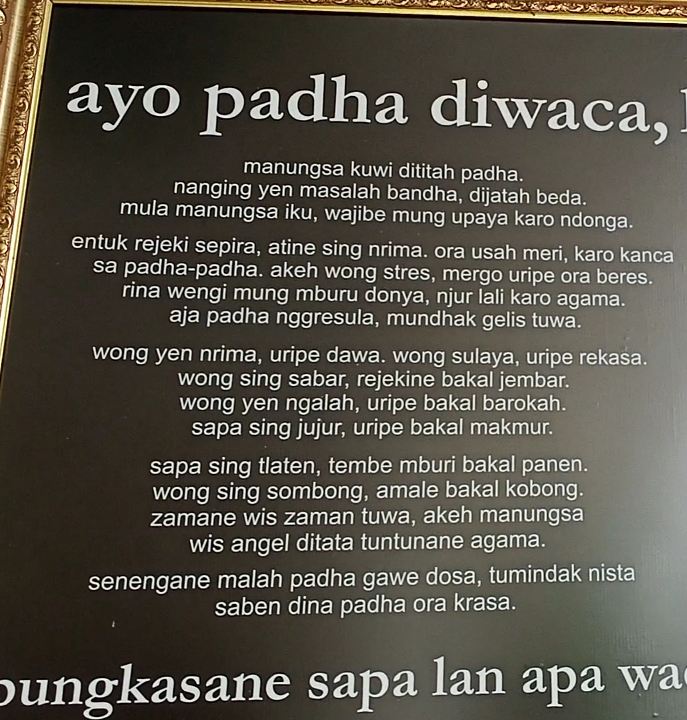 ayo padha diwaca,
manungsa kuwi dititah padha.
nanging yen masalah bandha, dijatah beda.
mula manungsa iku, wajibe mung upaya karo ndonga.
entuk rejeki sepira, atine sing nrima. ora usah meri, karo kanca
sa padha-padha. akeh wong stres, mergo uripe ora beres.
rina wengi mung mburu donya, njur lali karo agama.
aja padha nggresula, mundhak gelis tuwa.
wong yen nrima, uripe dawa. wong sulaya, uripe rekasa.
wong sing sabar, rejekine bakal jembar.
wong yen ngalah, uripe bakal barokah.
sapa sing jujur, uripe bakal makmur.
sapa sing tlaten, tembe mburi bakal panen.
wong sing sombong, amale bakal kobong.
zamane wis zaman tuwa, akeh manungsa
wis angel ditata tuntunane agama.
senengane malah padha gawe dosa, tumindak nista
saben dina padha ora krasa.
pungkasane sapa lan apa